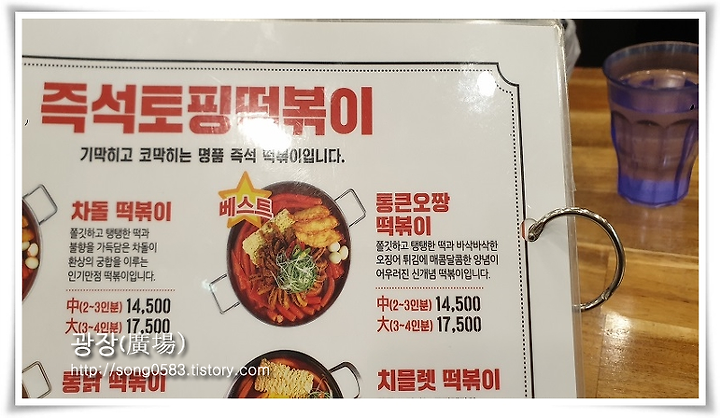 즉석토핑떡볶이
기막히고 코막히는 명품 즉석 떡볶이입니다.
차돌 떡볶이
쫄깃하고 탱탱한 떡과
불향을 가득담은 차돌이
환상의 궁합을 이루는
인기만점 떡볶이입니다.
中(2~3인분) 14,500
大(3~4인분) 17,500
베스트
통큰오짱
떡볶이
쫄깃하고 탱탱한 떡과 바삭바삭한
오징어 튀김에 매콤달콤한 양념이
어우러진 신개념 떡볶이입니다.
中(2~3인분) 14,500
大(3~4인분) 17,500
통닭 떡볶이
치믈렛 떡볶이
광장(廣場)
http://song0583.tistory.com